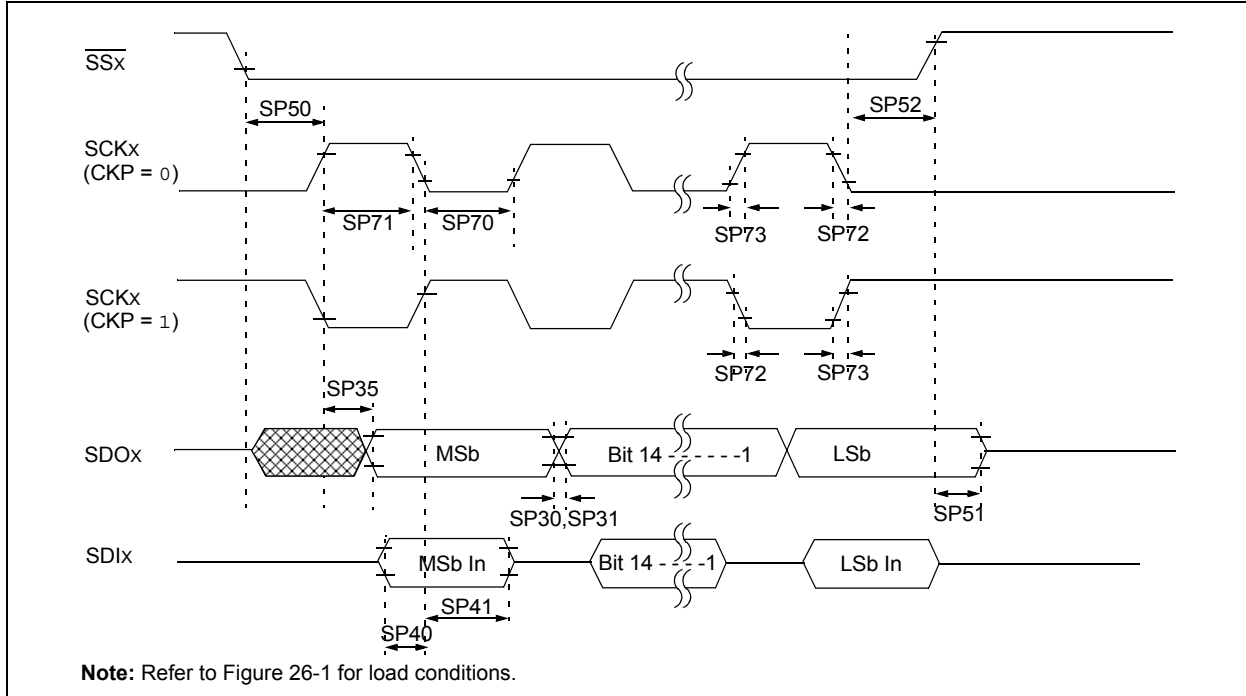 SSX
SP50
SP52
SCKX
(CKP = 0)
SP71
SP70
SP73
SP72
SCKX
(CKP = 1)
SP72
SP73
SP35
SDOX
MSb
Bit 14 - - - - - -1
LSb
SP30,SP31
SP51
SDIX
MSb In
Bit 14 - - - -1
LSb In
SP41
SP40
Note: Refer to Figure 26-1 for load conditions.